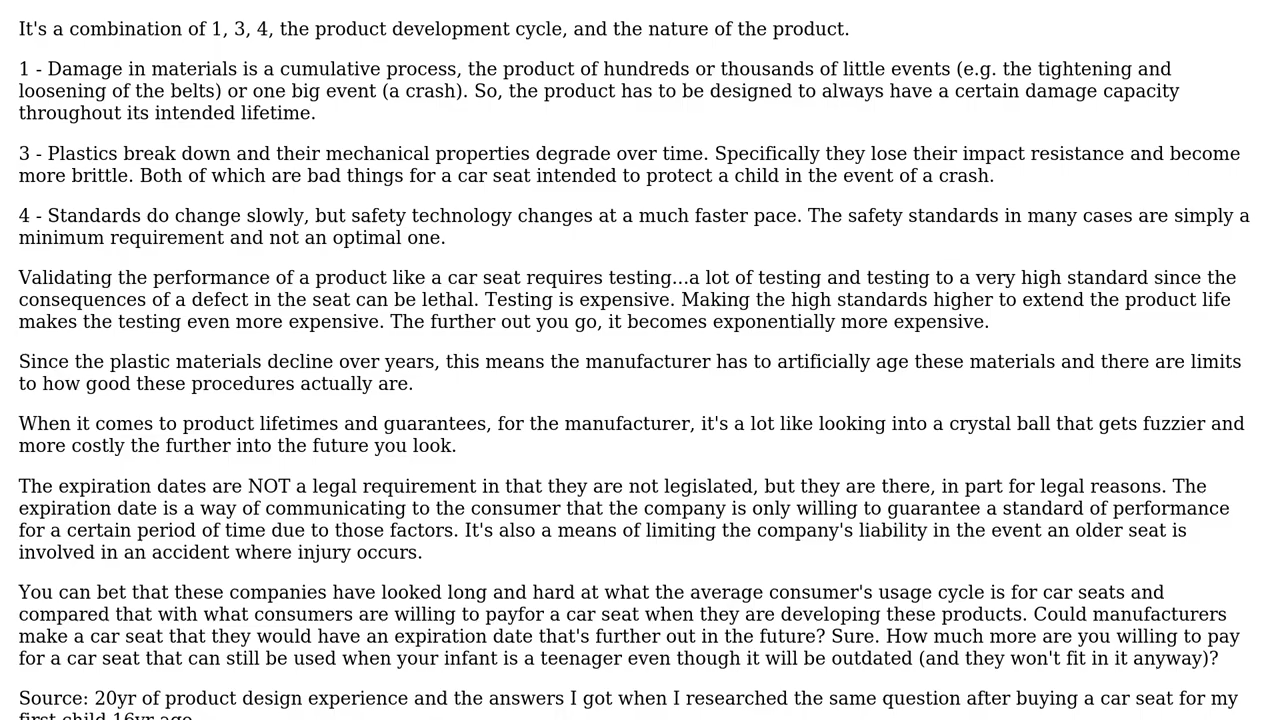 It's a combination of 1, 3, 4, the product development cycle, and the nature of the product.
1 - Damage in materials is a cumulative process, the product of hundreds or thousands of little events (e.g. the tightening and
loosening of the belts) or one big event (a crash). So, the product has to be designed to always have a certain damage capacity
throughout its intended lifetime.
3 - Plastics break down and their mechanical properties degrade over time. Specifically they lose their impact resistance and become
more brittle. Both of which are bad things for a car seat intended to protect a child in the event of a crash.
4 - Standards do change slowly, but safety technology changes at a much faster pace. The safety standards in many cases are simply a
minimum requirement and not an optimal one.
Validating the performance of a product like a car seat requires testing...a lot of testing and testing to a very high standard since the
consequences of a defect in the seat can be lethal. Testing is expensive. Making the high standards higher to extend the product life
makes the testing even more expensive. The further out you go, it becomes exponentially more expensive.
Since the plastic materials decline over years, this means the manufacturer has to artificially age these materials and there are limits
to how good these procedures actually are.
When it comes to product lifetimes and guarantees, for the manufacturer, it's a lot like looking into a crystal ball that gets fuzzier and
more costly the further into the future you look.
The expiration dates are NOT a legal requirement in that they are not legislated, but they are there, in part for legal reasons. The
expiration date is a way of communicating to the consumer that the company is only willing to guarantee a standard of performance
for a certain period of time due to those factors. It's also a means of limiting the company's liability in the event an older seat is
involved in an accident where injury occurs.
You can bet that these companies have looked long and hard at what the average consumer's usage cycle is for car seats and
compared that with what consumers are willing to payfor a car seat when they are developing these products. Could manufacturers
make a car seat that they would have an expiration date that's further out in the future? Sure. How much more are you willing to pay
for a car seat that can still be used when your infant is a teenager even though it will be outdated (and they won't fit in it anyway)?
Source: 20yr of product design experience and the answers I got when I researched the same question after buying a car seat for my
first child 16yr ago